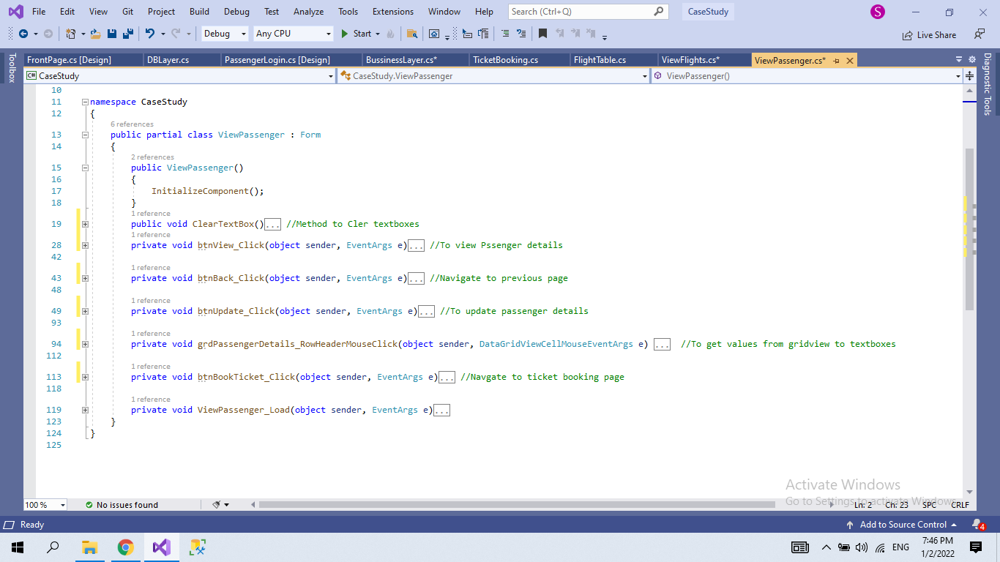 File Edit View Git Project Build Debug Test Analyze Tools Extensions Window Help Search (Ctrl+Q) CaseStudy S
Debug Any CPU Start Live Share
Toolbox
FrontPage.cs [Design] DBLayer.cs PassengerLogin.cs [Design] BussinessLayer.cs* TicketBooking.cs FlightTable.cs ViewFlights.cs* ViewPassenger.cs*
Diagnostic Tools
C# CaseStudy CaseStudy.ViewPassenger ViewPassenger()
10
11 namespace CaseStudy
12 {
6 references
13 public partial class ViewPassenger : Form
14 {
2 references
15 public ViewPassenger()
16 {
17 InitializeComponent();
18 }
1 reference
19 public void ClearTextBox()... //Method to Cler textboxes
1 reference
28 private void btnView_Click(object sender, EventArgs e)... //To view Pssenger details
42
1 reference
43 private void btnBack_Click(object sender, EventArgs e)... //Navigate to previous page
48
1 reference
49 private void btnUpdate_Click(object sender, EventArgs e)... //To update passenger details
93
1 reference
94 private void grdPassengerDetails_RowHeaderMouseClick(object sender, DataGridViewCellMouseEventArgs e) ... //To get values from gridview to textboxes
112
1 reference
113 private void btnBookTicket_Click(object sender, EventArgs e)... //Navgate to ticket booking page
118
1 reference
119 private void ViewPassenger_Load(object sender, EventArgs e)...
123 }
124 }
125
Activate Windows
Go to Settings to activate Windows.
100 % No issues found Ln: 2 Ch: 23 SPC CRLF
Ready Add to Source Control 4
ENG 7:46 PM
1/2/2022